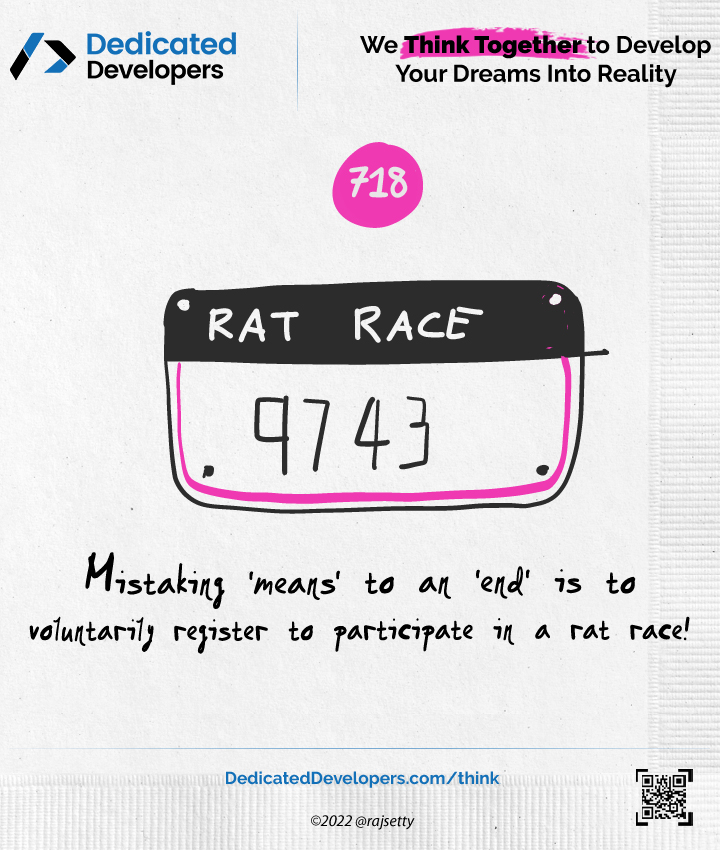 Dedicated
Developers
We Think Together to Develop
Your Dreams Into Reality
718
RAT RACE
9743
Mistaking 'means' to an 'end' is to
voluntarily register to participate in a rat race!
DedicatedDevelopers.com/think
©2022 @rajsetty